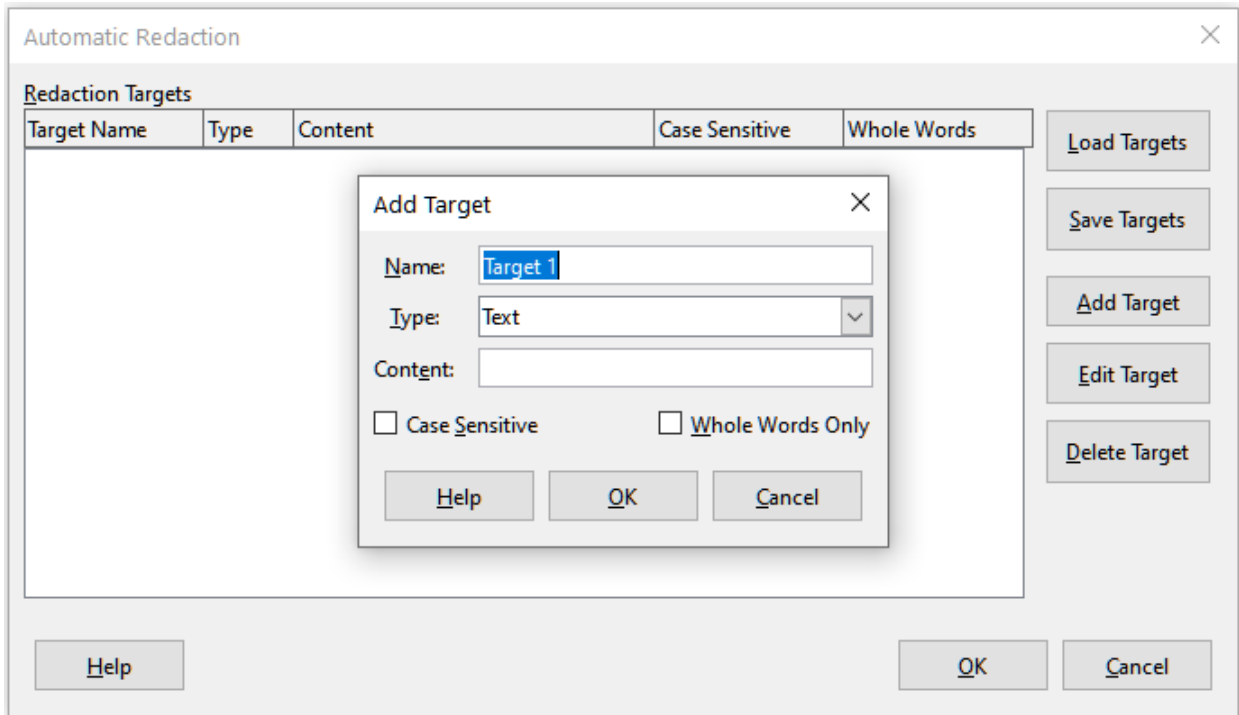 Automatic Redaction
Redaction Targets
Target Name Type Content Case Sensitive Whole Words
Load Targets
Save Targets
Add Target
Edit Target
Delete Target
Add Target
Name: Target 1
Type: Text
Content:
Case Sensitive Whole Words Only
Help OK Cancel
Help OK Cancel